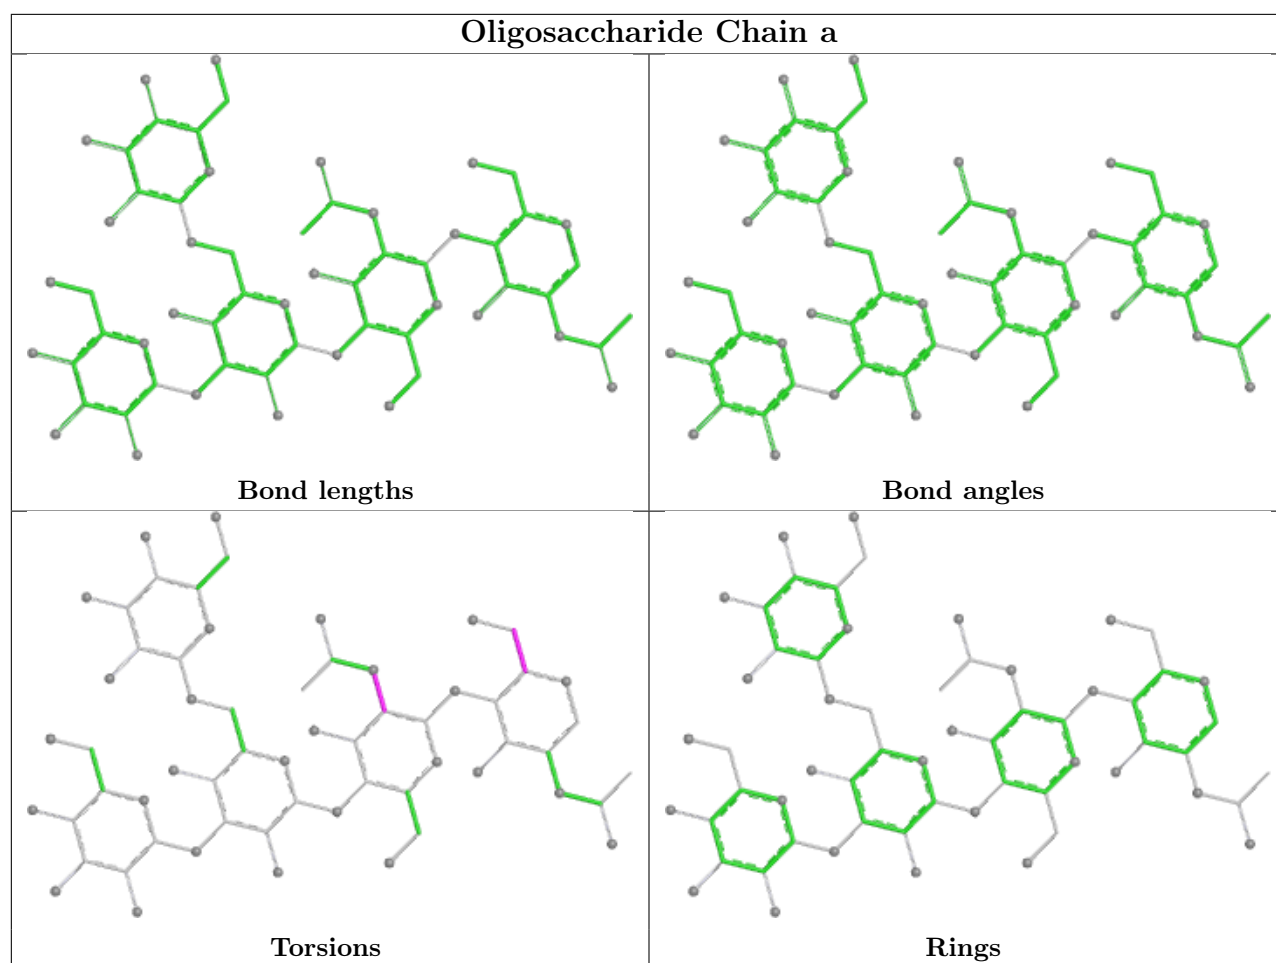 Oligosaccharide Chain a
Bond lengths
Bond angles
Torsions
Rings